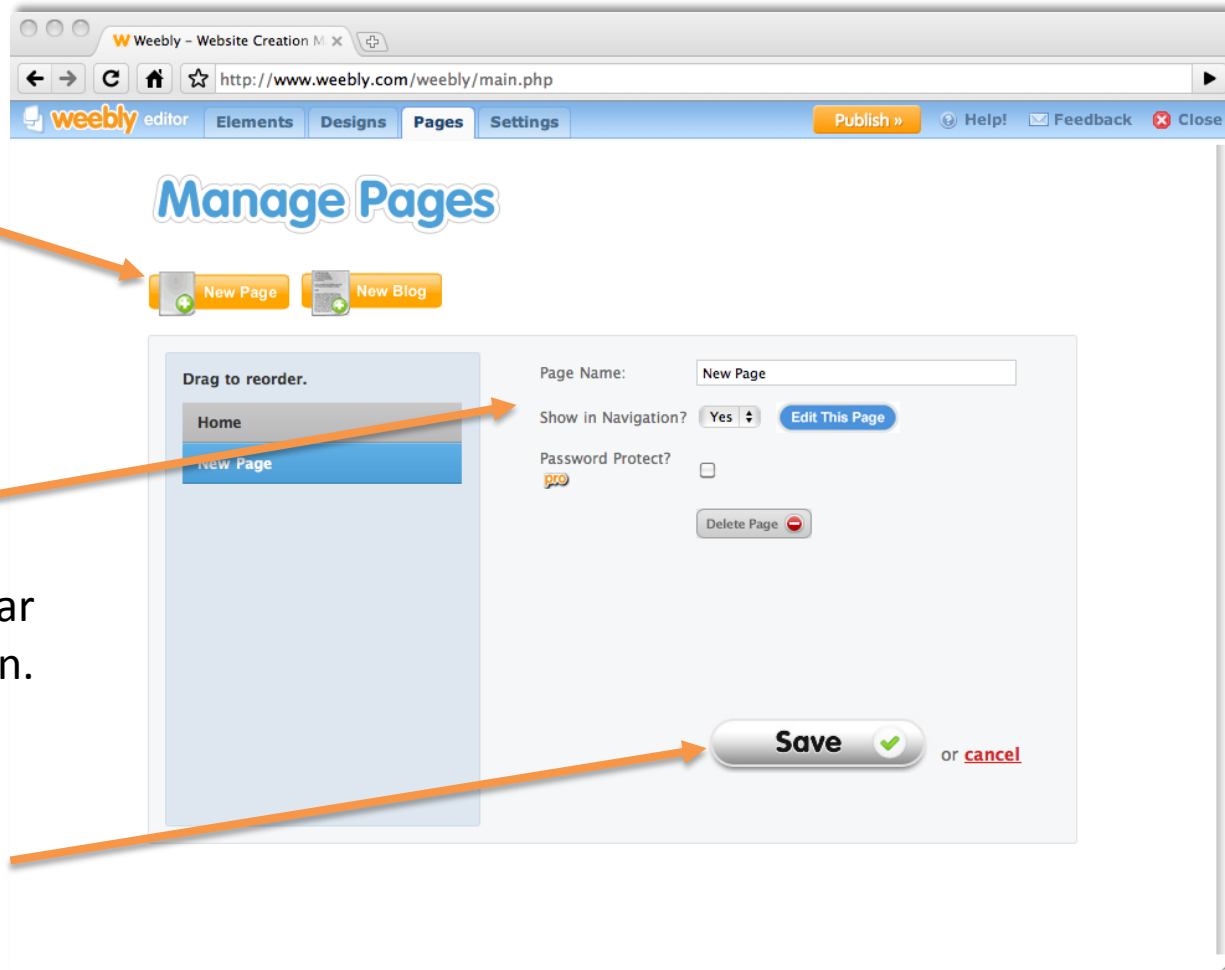 W Weebly – Website Creation M
http://www.weebly.com/weebly/main.php
weebly editor Elements Designs Pages Settings Publish » Help! Feedback Close
Manage Pages
New Page New Blog
Drag to reorder.
Home
New Page
Page Name: New Page
Show in Navigation? Yes Edit This Page
Password Protect?
pro
Delete Page
ar
n.
Save or cancel